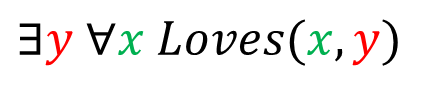 ∃y ∀x Loves(x, y)